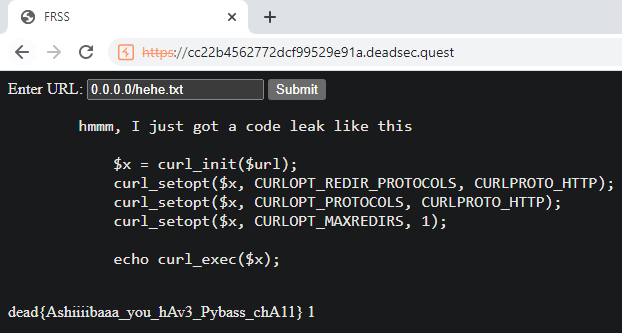 FRSS
https://cc22b4562772dcf99529e91a.deadsec.quest
Enter URL: 0.0.0.0/hehe.txt Submit
hmmm, I just got a code leak like this
$x = curl_init($url);
curl_setopt($x, CURLOPT_REDIR_PROTOCOLS, CURLPROTO_HTTP);
curl_setopt($x, CURLOPT_PROTOCOLS, CURLPROTO_HTTP);
curl_setopt($x, CURLOPT_MAXREDIRS, 1);
echo curl_exec($x);
dead{Ashiiiibaaa_you_hAv3_Pybass_chA11} 1